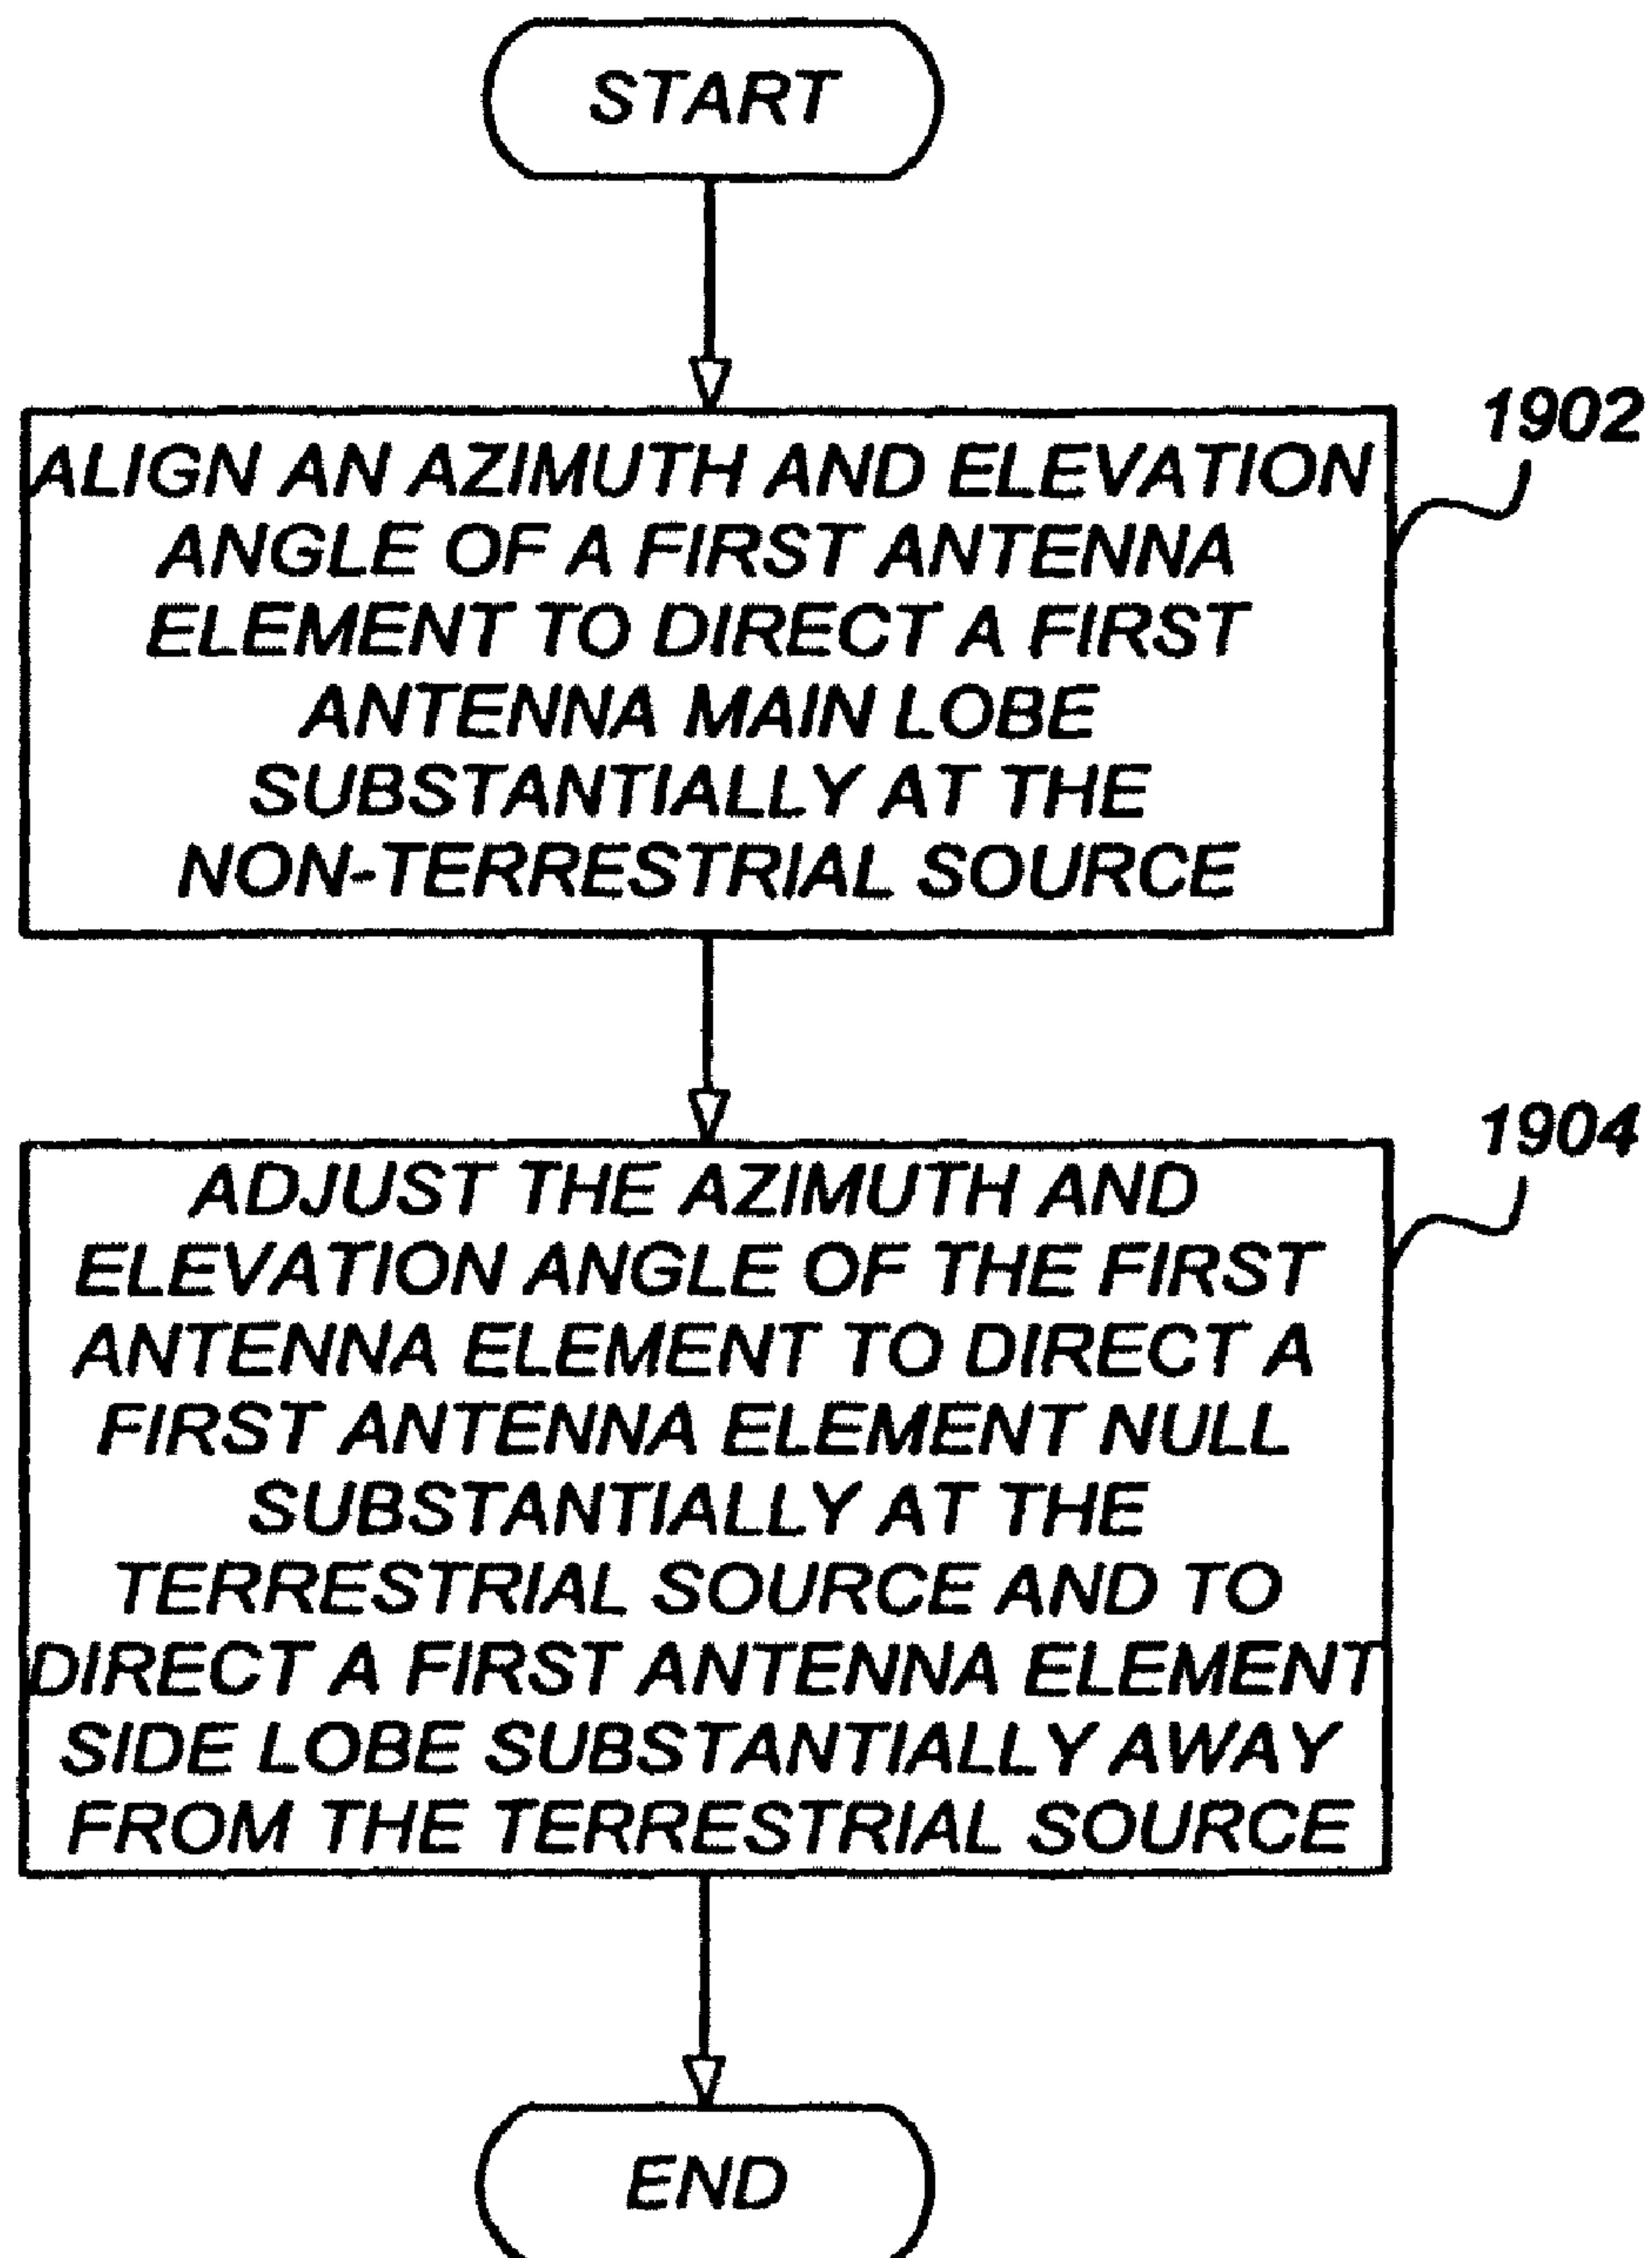 START
1902
ALIGN AN AZIMUTH AND ELEVATION
ANGLE OF A FIRST ANTENNA
ELEMENT TO DIRECT A FIRST
ANTENNA MAIN LOBE
SUBSTANTIALLY AT THE
NON-TERRESTRIAL SOURCE
1904
ADJUST THE AZIMUTH AND
ELEVATION ANGLE OF THE FIRST
ANTENNA ELEMENT TO DIRECT A
FIRST ANTENNA ELEMENT NULL
SUBSTANTIALLY AT THE
TERRESTRIAL SOURCE AND TO
DIRECT A FIRST ANTENNA ELEMENT
SIDE LOBE SUBSTANTIALLY AWAY
FROM THE TERRESTRIAL SOURCE
END